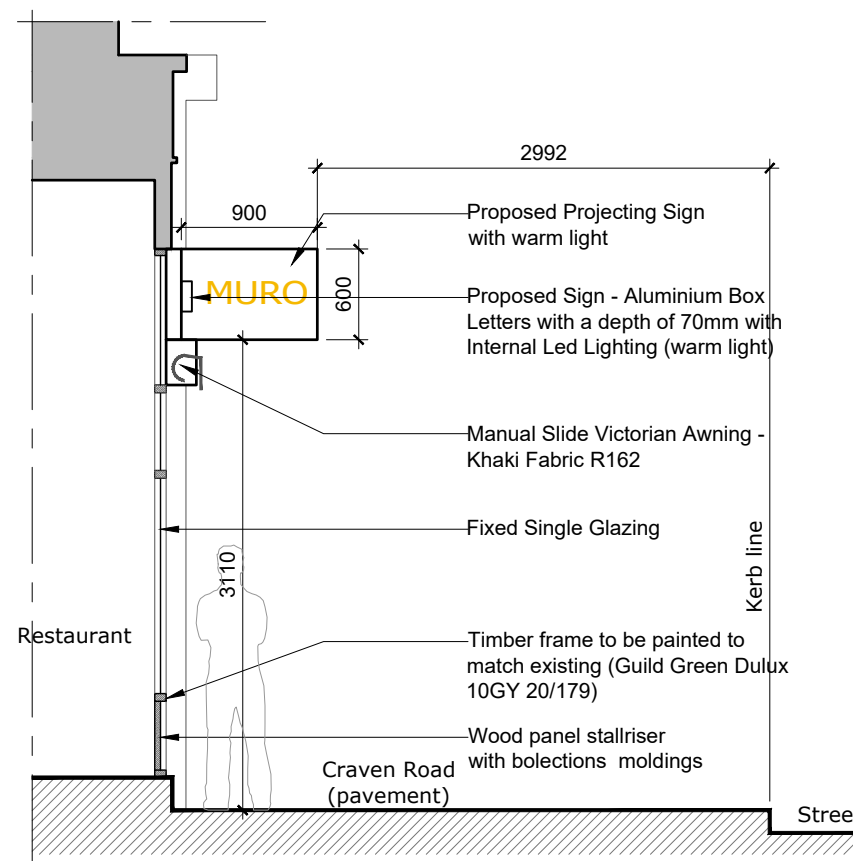 2992
900
Proposed Projecting Sign
with warm light
MURO
600
Proposed Sign - Aluminium Box
Letters with a depth of 70mm with
Internal Led Lighting (warm light)
Manual Slide Victorian Awning -
Khaki Fabric R162
Fixed Single Glazing
3110
Kerb line
Restaurant
Timber frame to be painted to
match existing (Guild Green Dulux
10GY 20/179)
Wood panel stallriser
with bolections moldings
Craven Road
(pavement)
Stree